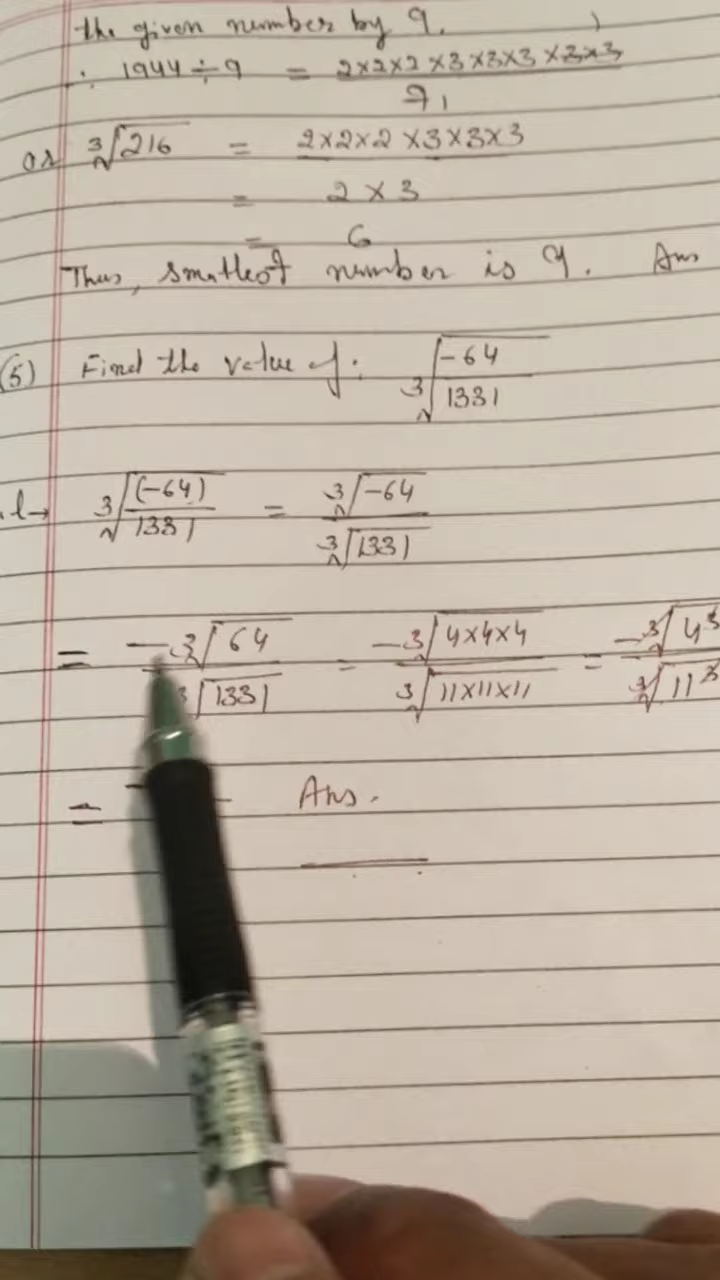 the given number by 9.
∴ 1944 ÷ 9 = 2×2×2×3×3×3×3×3 / 9 1
or ∛216 = 2×2×2×3×3×3
= 2 × 3
= 6
Thus, smallest number is 9. Ans
(5) Find the value of: ∛(-64/1331)
∛((-64)/1331) = ∛-64 / ∛1331
= -∛64 / ∛1331 = -∛4×4×4 / ∛11×11×11 = -∛4³ / ∛11³
= Ans.